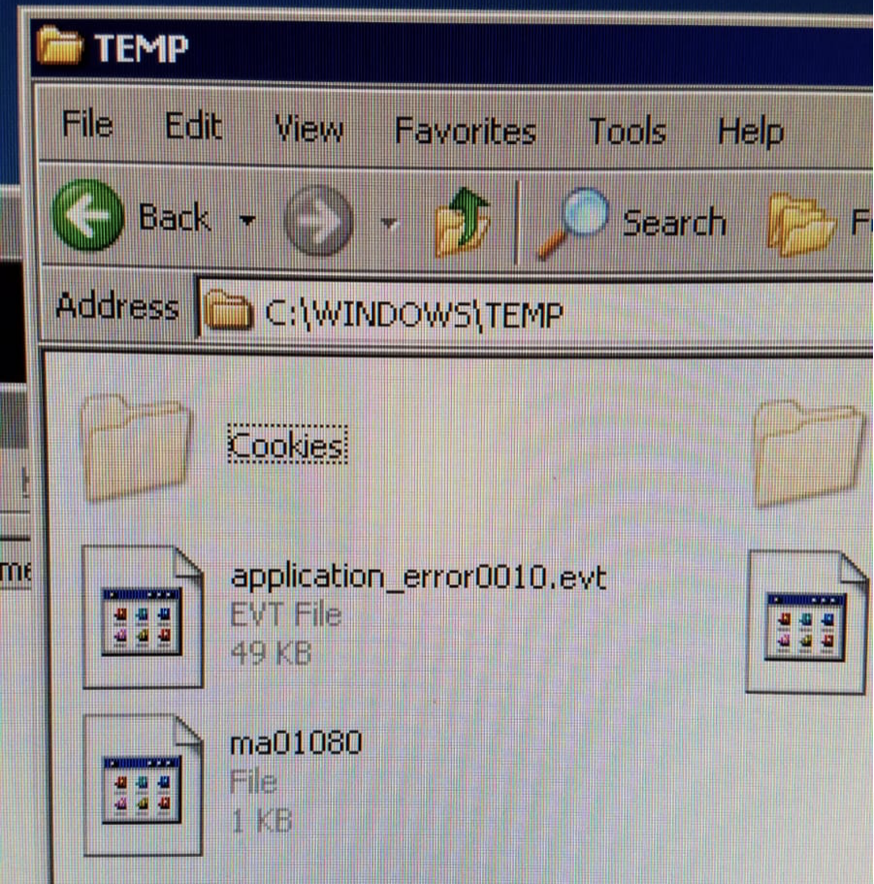 TEMP
File Edit View Favorites Tools Help
Back Search
Address C:\WINDOWS\TEMP
Cookies
application_error0010.evt
EVT File
49 KB
ma01080
File
1 KB